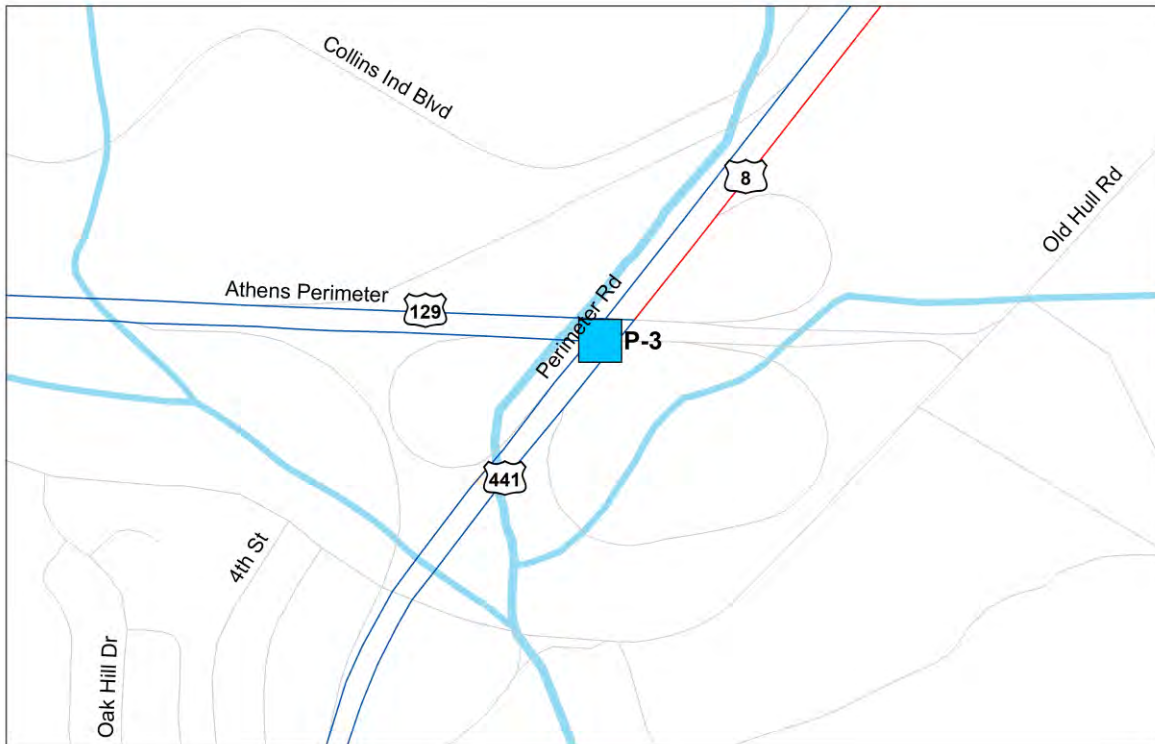 Collins Ind Blvd
8
Old Hull Rd
Athens Perimeter
129
Perimeter Rd
P-3
441
4th St
Oak Hill Dr